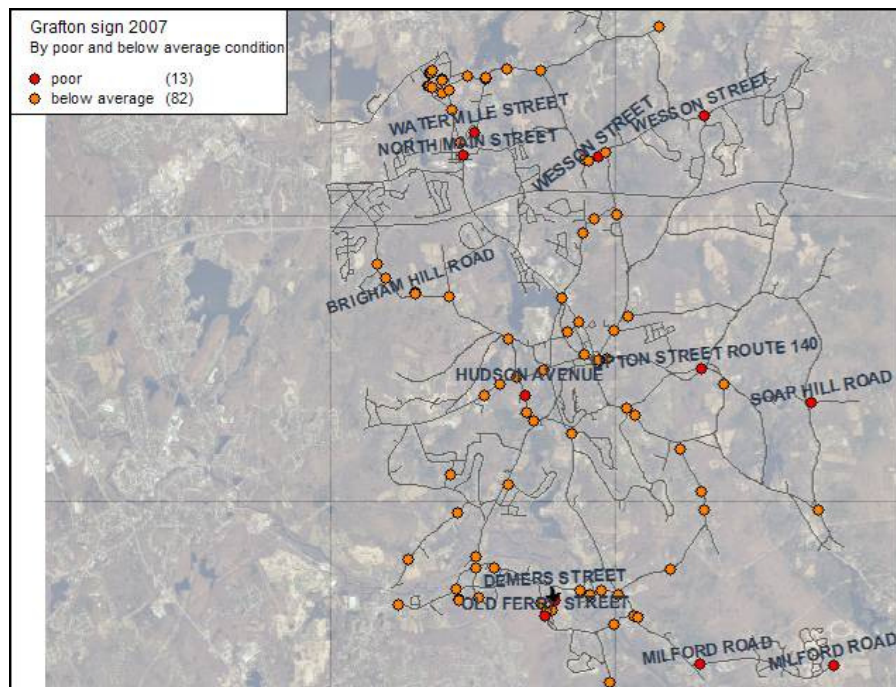 Grafton sign 2007
By poor and below average condition
poor (13)
below average (82)
WESSON STREET
WATERVILLE STREET
NORTH MAIN STREET
WESSON STREET
BRIGHAM HILL ROAD
UPTON STREET ROUTE 140
HUDSON AVENUE
SOAP HILL ROAD
DEMERS STREET
OLD FERRY STREET
MILFORD ROAD
MILFORD ROAD